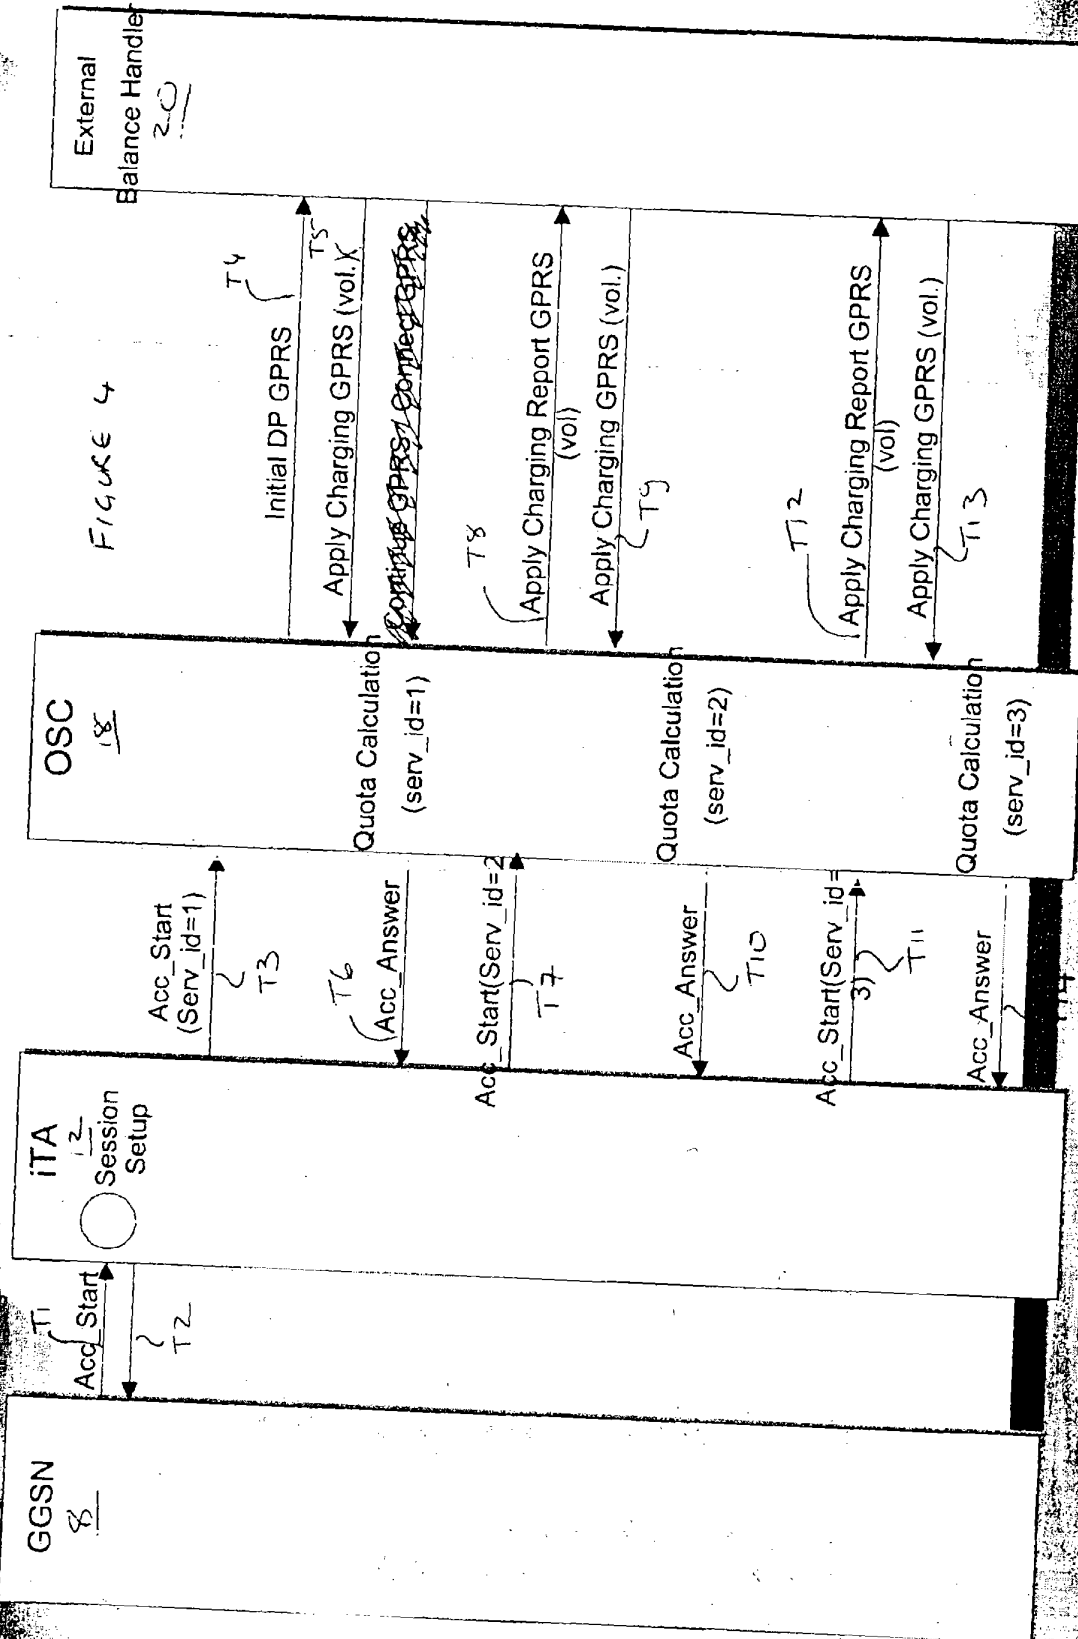 FIGURE 4
GGSN
8
iTA
12
Session
Setup
OSC
18
External
Balance Handler
20
T1
Acc_Start
T2
Acc_Start
(Serv_id=1)
T3
Initial DP GPRS
T4
T5
Apply Charging GPRS (vol.)
Continue GPRS / Connect GPRS
Quota Calculation
(serv_id=1)
T6
Acc_Answer
Acc_Start(Serv_id=2
T7
T8
Apply Charging Report GPRS
(vol)
Apply Charging GPRS (vol.)
T9
Quota Calculation
(serv_id=2)
Acc_Answer
T10
Acc_Start(Serv_id=
3)
T11
T12
Apply Charging Report GPRS
(vol)
Apply Charging GPRS (vol.)
T13
Quota Calculation
(serv_id=3)
Acc_Answer
T14